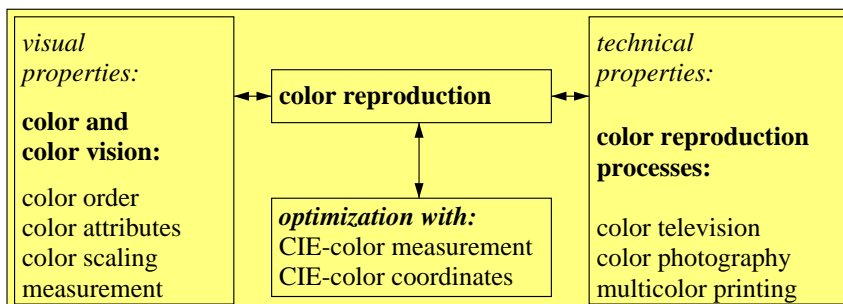 visual
properties:
color and
color vision:
color order
color attributes
color scaling
measurement
color reproduction
optimization with:
CIE-color measurement
CIE-color coordinates
technical
properties:
color reproduction
processes:
color television
color photography
multicolor printing